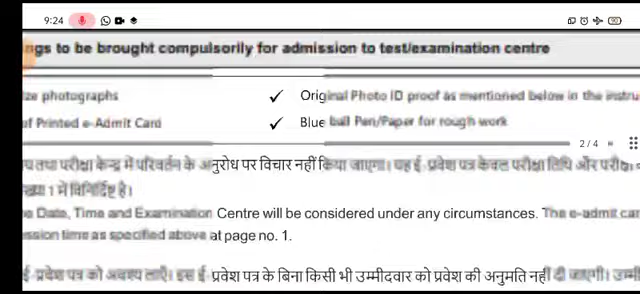 9:24
ngs to be brought compulsorily for admission to test/examination centre
ze photographs
✓ Original Photo ID proof as mentioned below in the instru
of Printed e-Admit Card
✓ Blue ball Pen/Paper for rough work
2/4
तथा परीक्षा केन्द्र में परिवर्तन के अनुरोध पर विचार नहीं किया जाएगा। यह ई-प्रवेश पत्र केवल परीक्षा तिथि और परीक्षा
ख्या 1 में विनिर्दिष्ट है।
e Date, Time and Examination Centre will be considered under any circumstances. The e-admit car
ssion time as specified above at page no. 1.
ई-प्रवेश पत्र को अवश्य लाएँ। इस ई-प्रवेश पत्र के बिना किसी भी उम्मीदवार को प्रवेश की अनुमति नहीं दी जाएगी। उम्मी